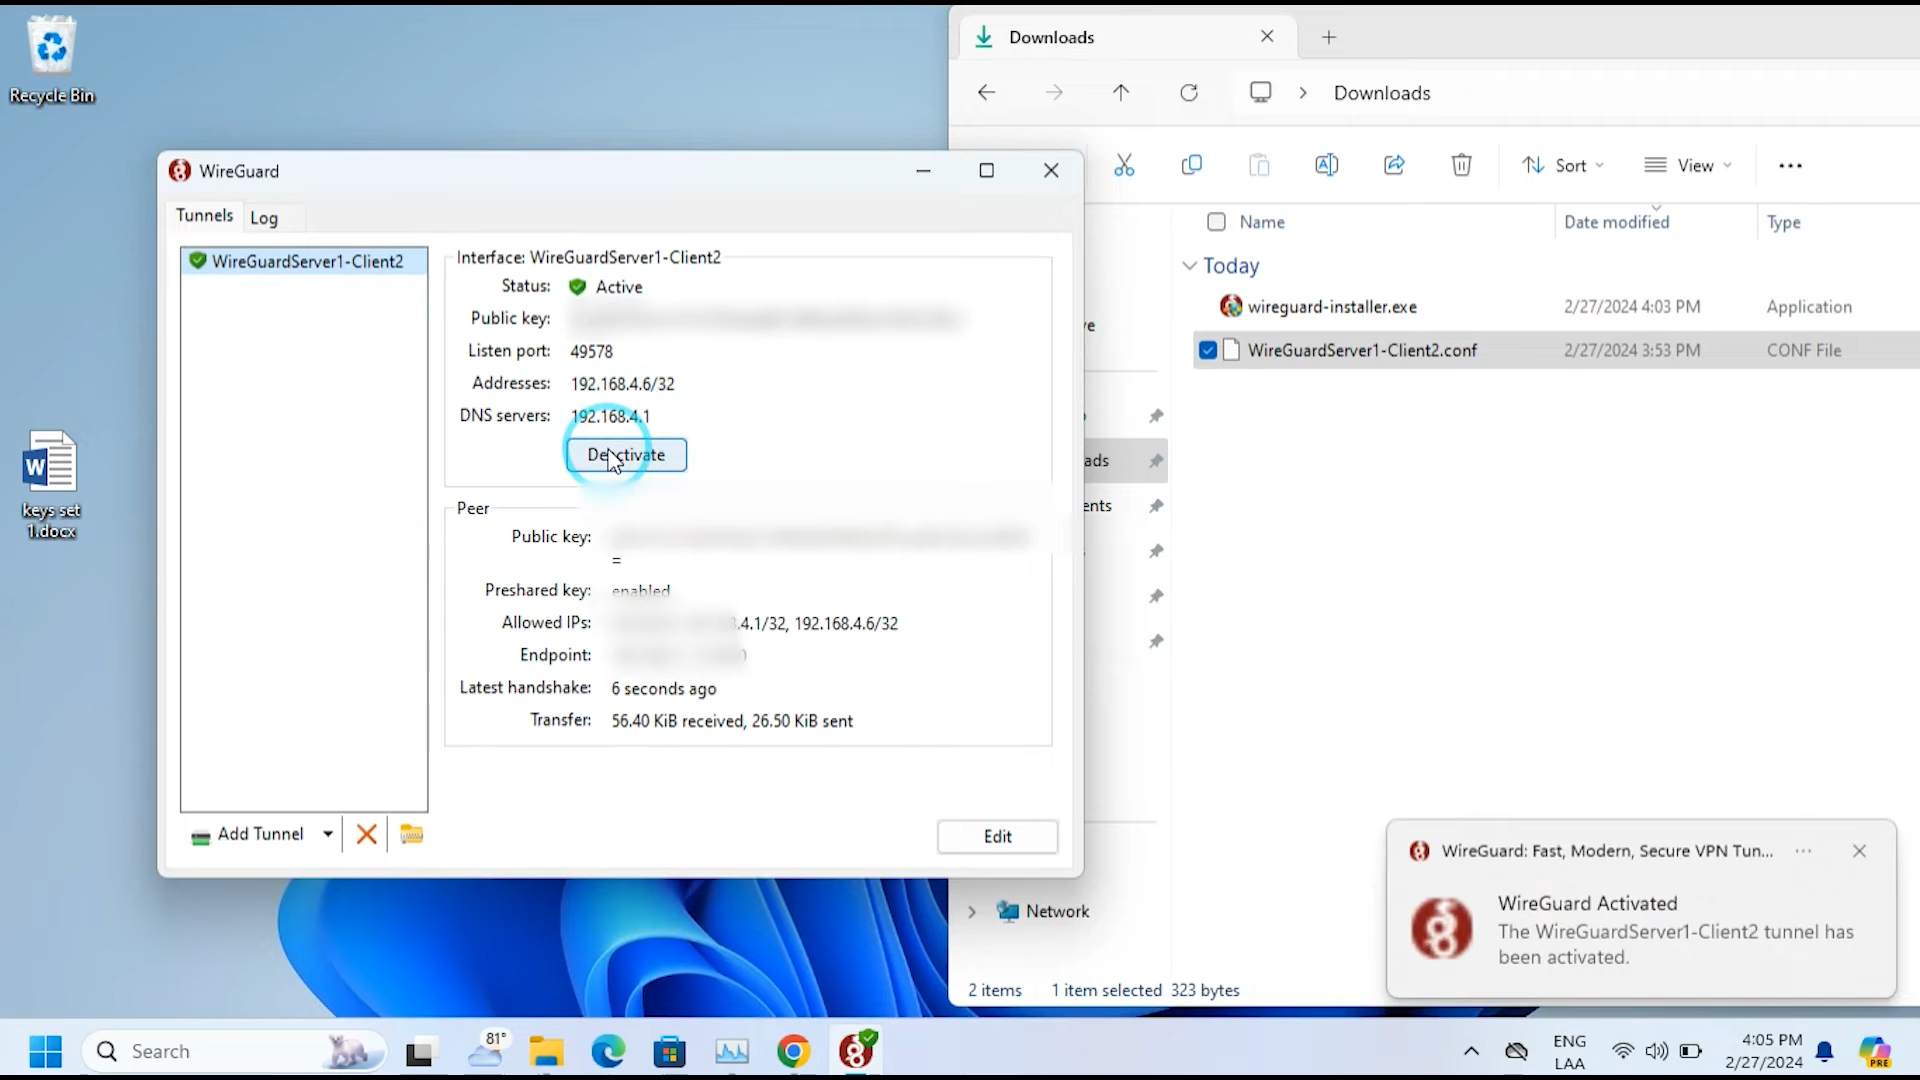 Recycle Bin
keys set
1.docx
WireGuard
Tunnels
Log
WireGuardServer1-Client2
Interface: WireGuardServer1-Client2
Status: Active
Public key:
Listen port: 49578
Addresses: 192.168.4.6/32
DNS servers: 192.168.4.1
Deactivate
Peer
Public key:
=
Preshared key: enabled
Allowed IPs: .4.1/32, 192.168.4.6/32
Endpoint:
Latest handshake: 6 seconds ago
Transfer: 56.40 KiB received, 26.50 KiB sent
Add Tunnel
Edit
Downloads
Downloads
Sort
View
Name
Date modified
Type
Today
wireguard-installer.exe 2/27/2024 4:03 PM Application
WireGuardServer1-Client2.conf 2/27/2024 3:53 PM CONF File
ve
ads
ents
Network
2 items 1 item selected 323 bytes
WireGuard: Fast, Modern, Secure VPN Tun...
WireGuard Activated
The WireGuardServer1-Client2 tunnel has
been activated.
Search
81°
ENG
LAA
4:05 PM
2/27/2024
PRE